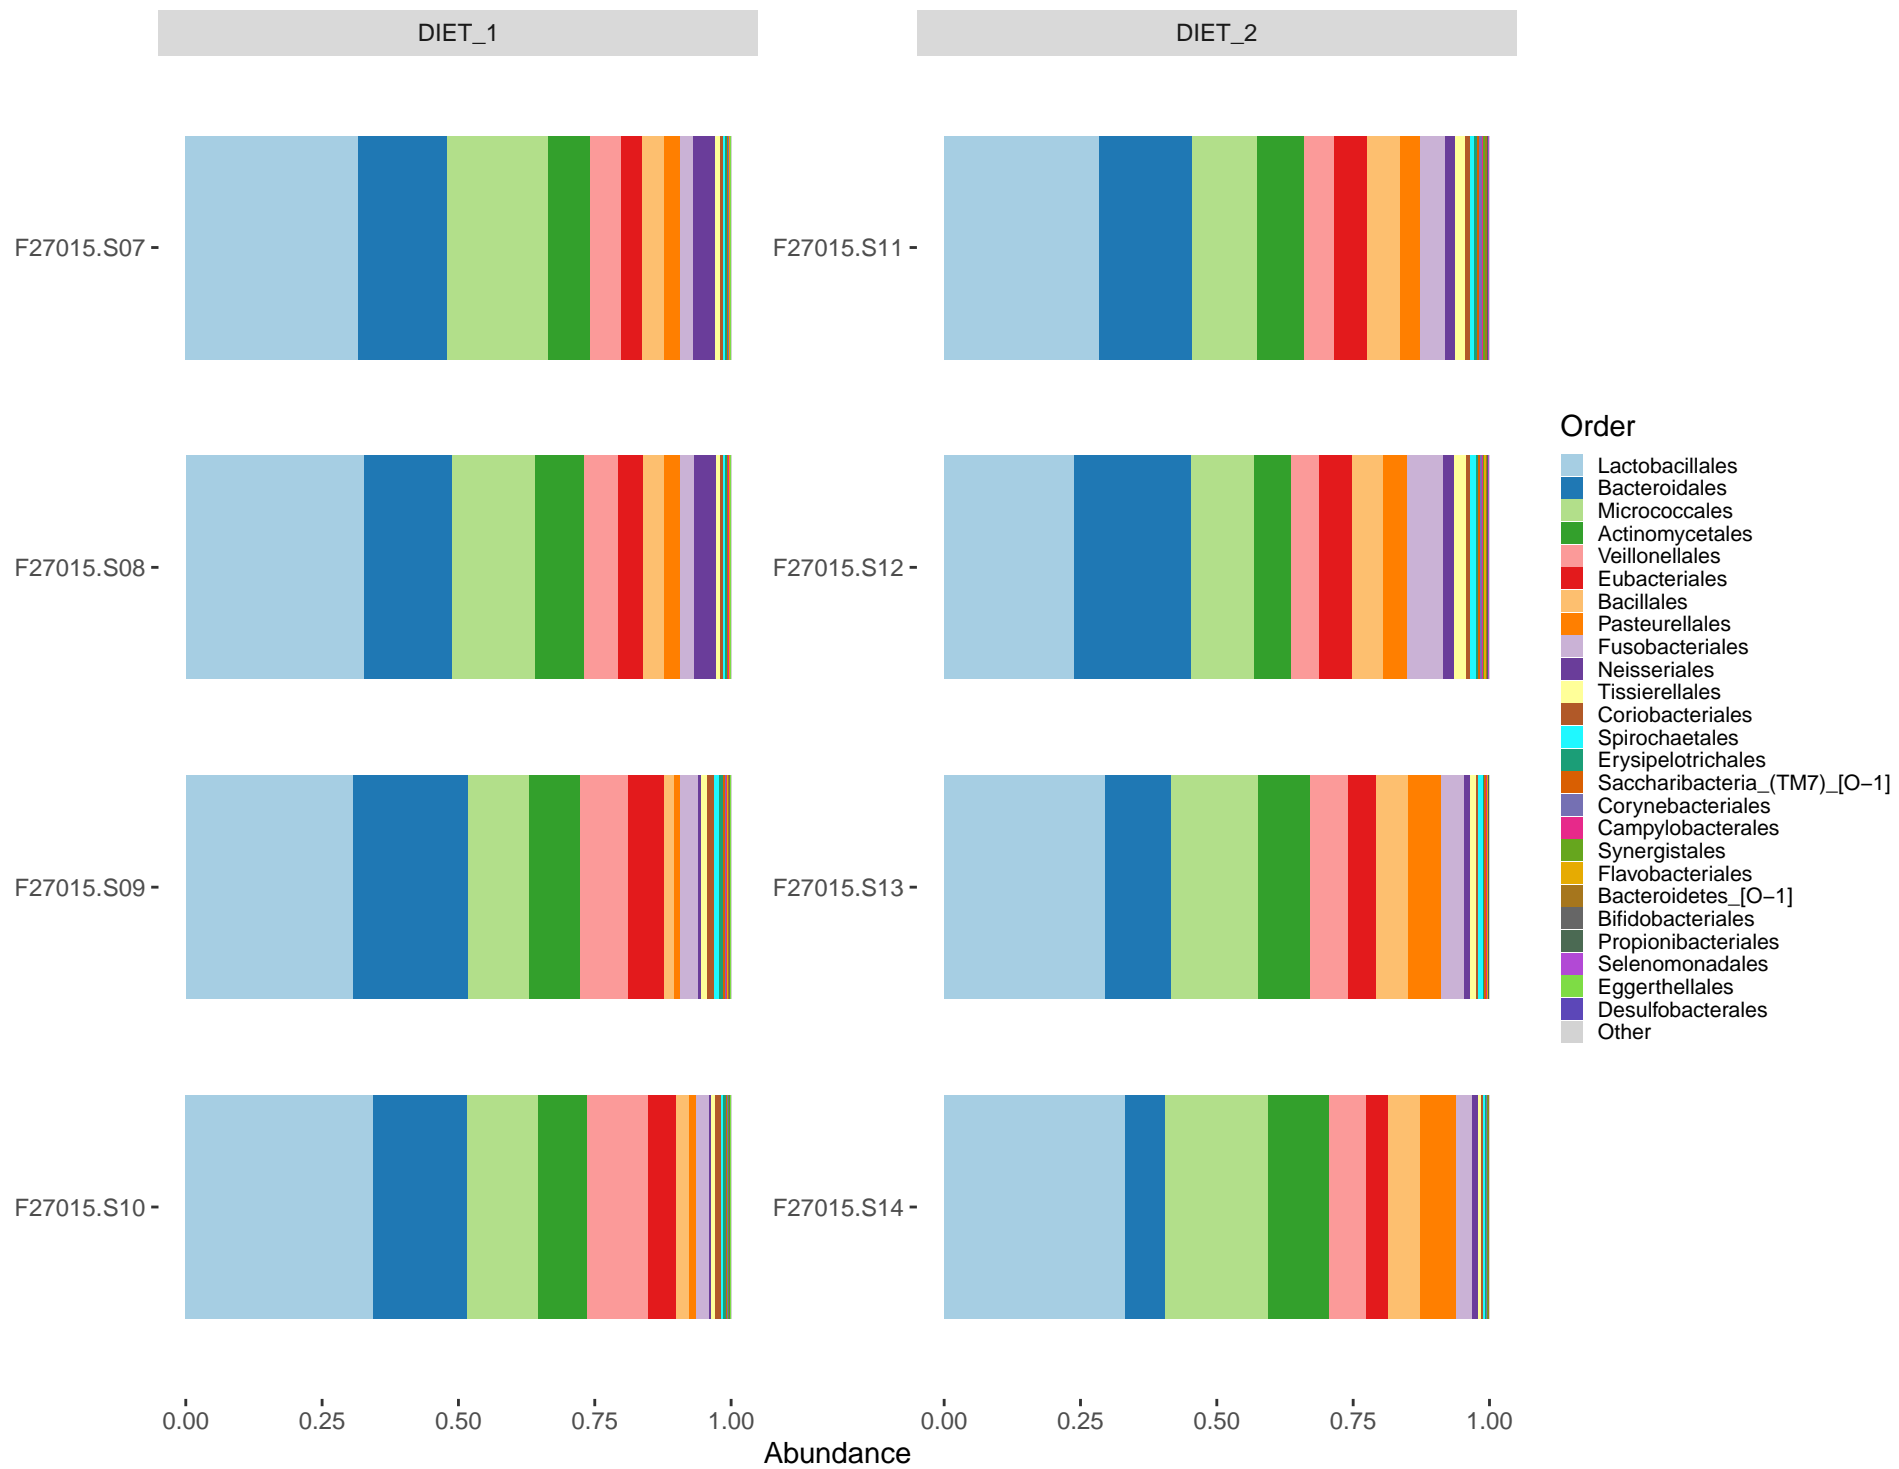 DIET_1
DIET_2
F27015.S07
F27015.S11
F27015.S08
F27015.S12
F27015.S09
F27015.S13
F27015.S10
F27015.S14
0.00 0.25 0.50 0.75 1.00
0.00 0.25 0.50 0.75 1.00
Abundance
Order
Lactobacillales
Bacteroidales
Micrococcales
Actinomycetales
Veillonellales
Eubacteriales
Bacillales
Pasteurellales
Fusobacteriales
Neisseriales
Tissierellales
Coriobacteriales
Spirochaetales
Erysipelotrichales
Saccharibacteria_(TM7)_[O−1]
Corynebacteriales
Campylobacterales
Synergistales
Flavobacteriales
Bacteroidetes_[O−1]
Bifidobacteriales
Propionibacteriales
Selenomonadales
Eggerthellales
Desulfobacterales
Other